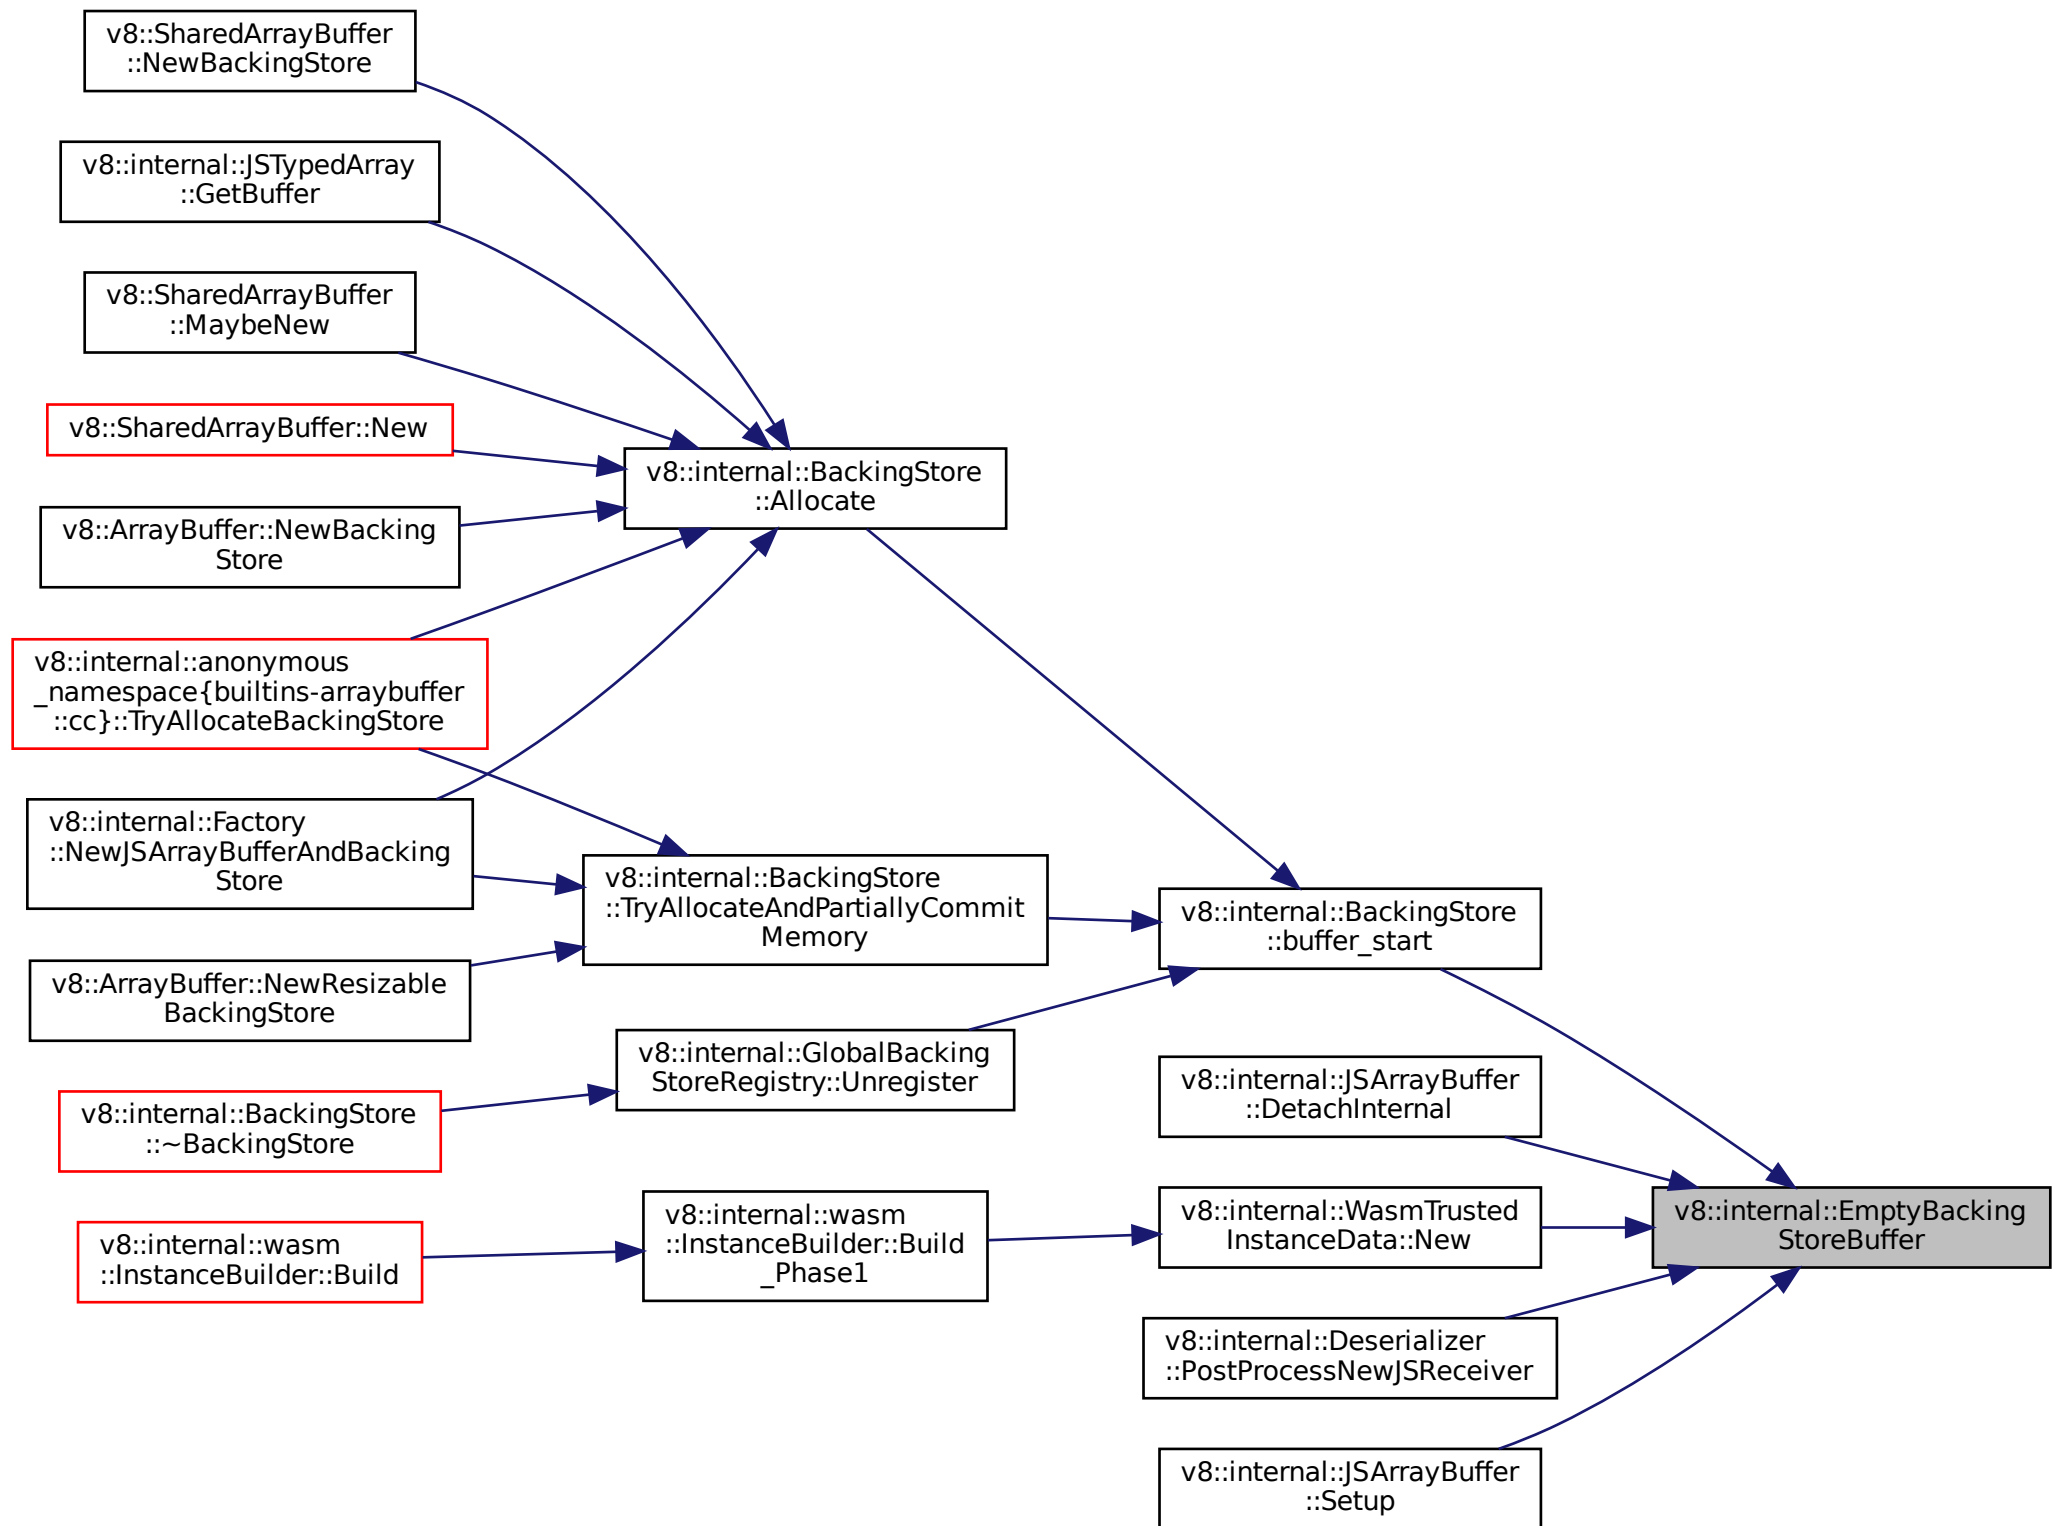 v8::SharedArrayBuffer
::NewBackingStore
v8::internal::JSTypedArray
::GetBuffer
v8::SharedArrayBuffer
::MaybeNew
v8::SharedArrayBuffer::New
v8::ArrayBuffer::NewBacking
Store
v8::internal::anonymous
_namespace{builtins-arraybuffer
::cc}::TryAllocateBackingStore
v8::internal::Factory
::NewJSArrayBufferAndBacking
Store
v8::ArrayBuffer::NewResizable
BackingStore
v8::internal::BackingStore
::~BackingStore
v8::internal::wasm
::InstanceBuilder::Build
v8::internal::BackingStore
::Allocate
v8::internal::BackingStore
::TryAllocateAndPartiallyCommit
Memory
v8::internal::GlobalBacking
StoreRegistry::Unregister
v8::internal::wasm
::InstanceBuilder::Build
_Phase1
v8::internal::BackingStore
::buffer_start
v8::internal::JSArrayBuffer
::DetachInternal
v8::internal::WasmTrusted
InstanceData::New
v8::internal::Deserializer
::PostProcessNewJSReceiver
v8::internal::JSArrayBuffer
::Setup
v8::internal::EmptyBacking
StoreBuffer